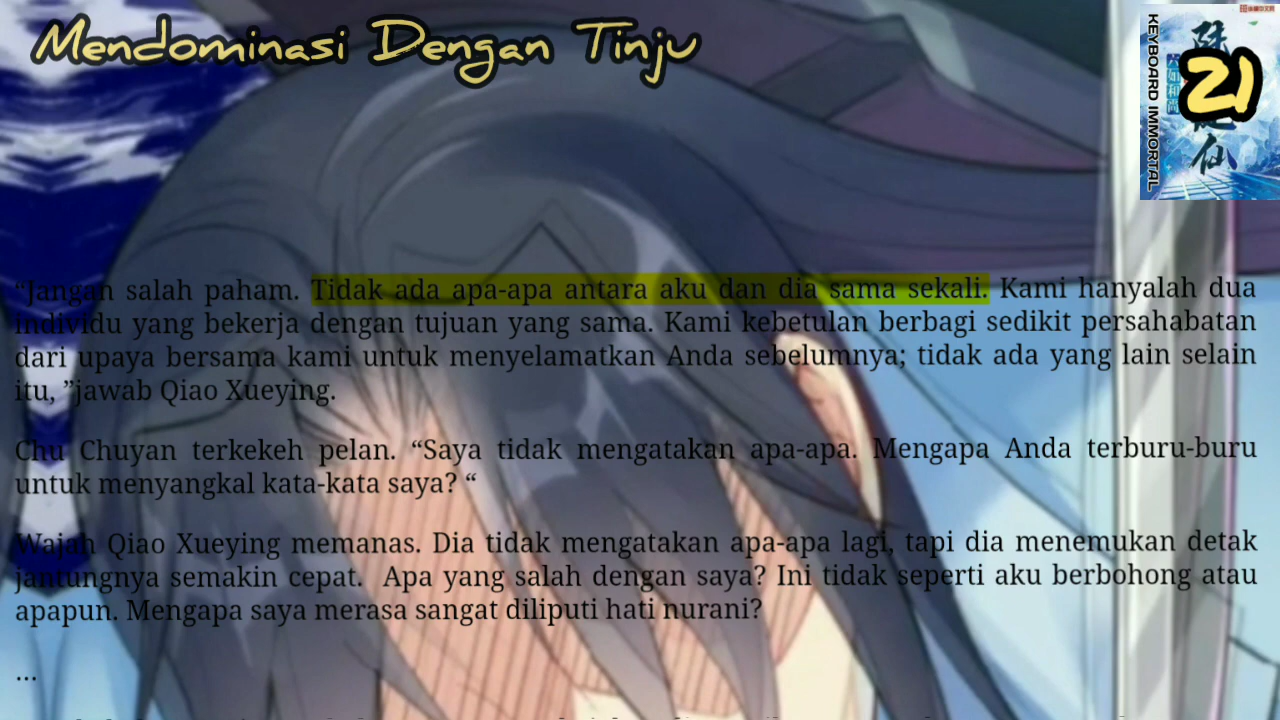 Mendominasi Dengan Tinju
KEYBOARD IMMORTAL
21
“Jangan salah paham. Tidak ada apa-apa antara aku dan dia sama sekali. Kami hanyalah dua
individu yang bekerja dengan tujuan yang sama. Kami kebetulan berbagi sedikit persahabatan
dari upaya bersama kami untuk menyelamatkan Anda sebelumnya; tidak ada yang lain selain
itu, ”jawab Qiao Xueying.
Chu Chuyan terkekeh pelan. “Saya tidak mengatakan apa-apa. Mengapa Anda terburu-buru
untuk menyangkal kata-kata saya? “
Wajah Qiao Xueying memanas. Dia tidak mengatakan apa-apa lagi, tapi dia menemukan detak
jantungnya semakin cepat.  Apa yang salah dengan saya? Ini tidak seperti aku berbohong atau
apapun. Mengapa saya merasa sangat diliputi hati nurani?
…